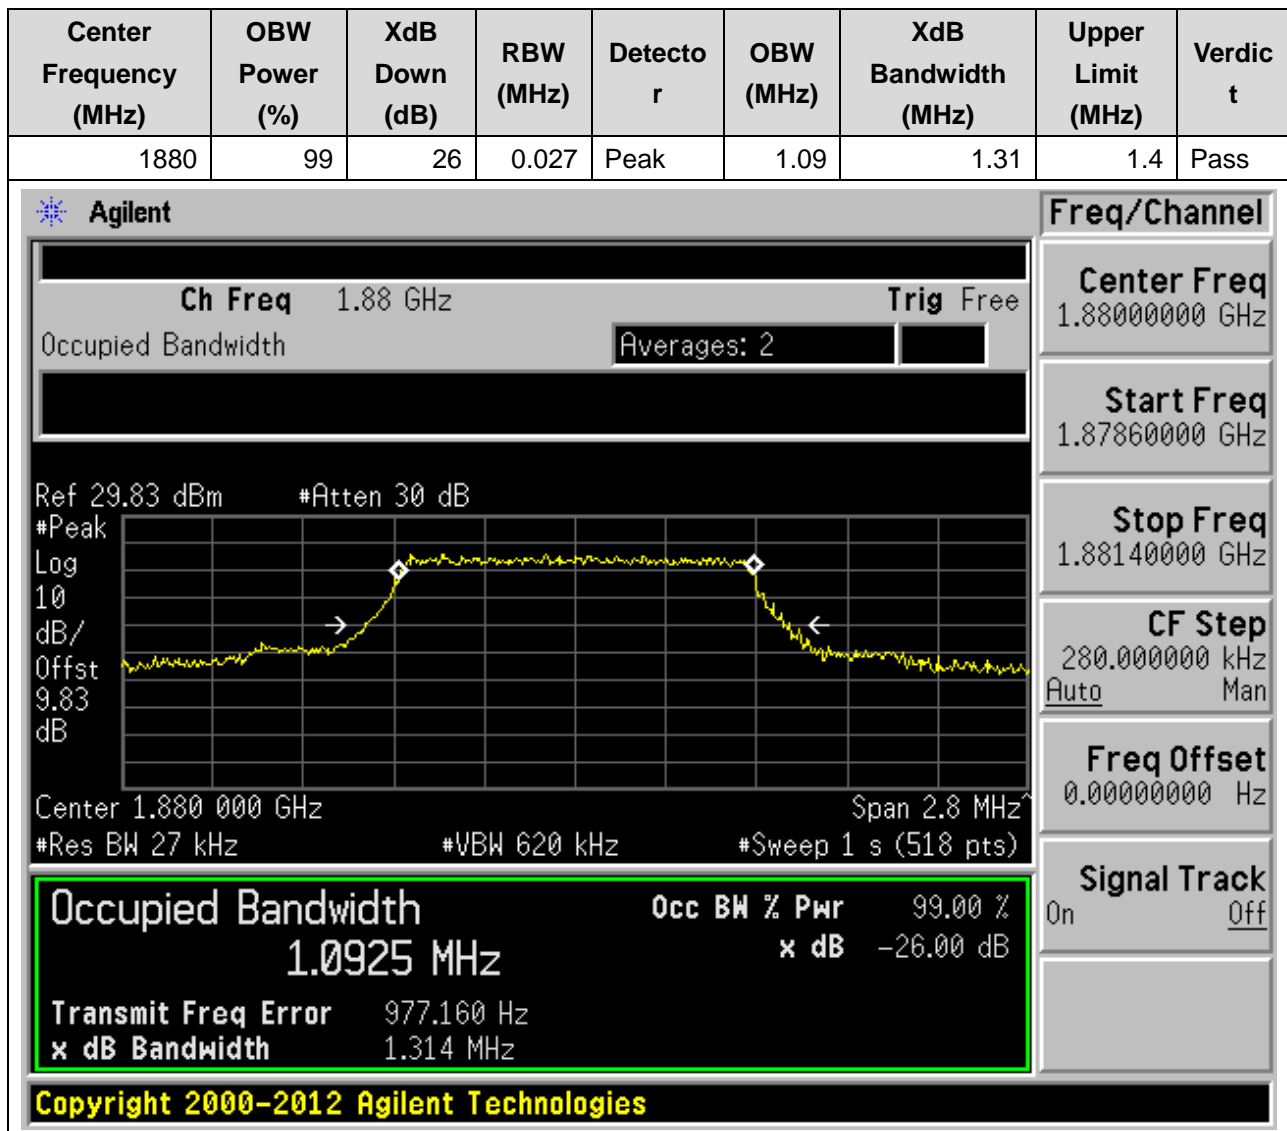 Center Frequency (MHz) OBW Power (%) XdB Down (dB) RBW (MHz) Detecto r OBW (MHz) XdB Bandwidth (MHz) Upper Limit (MHz) Verdic t
1880 99 26 0.027 Peak 1.09 1.31 1.4 Pass
Agilent
Freq/Channel
Ch Freq 1.88 GHz Trig Free
Occupied Bandwidth Averages: 2
Ref 29.83 dBm #Atten 30 dB
#Peak
Log
10
dB/
Offst
9.83
dB
Center 1.880 000 GHz Span 2.8 MHz^
#Res BW 27 kHz #VBW 620 kHz #Sweep 1 s (518 pts)
Occupied Bandwidth Occ BW % Pwr 99.00 %
1.0925 MHz x dB -26.00 dB
Transmit Freq Error 977.160 Hz
x dB Bandwidth 1.314 MHz
Center Freq
1.88000000 GHz
Start Freq
1.87860000 GHz
Stop Freq
1.88140000 GHz
CF Step
280.000000 kHz
Auto Man
Freq Offset
0.00000000 Hz
Signal Track
On Off
Copyright 2000-2012 Agilent Technologies